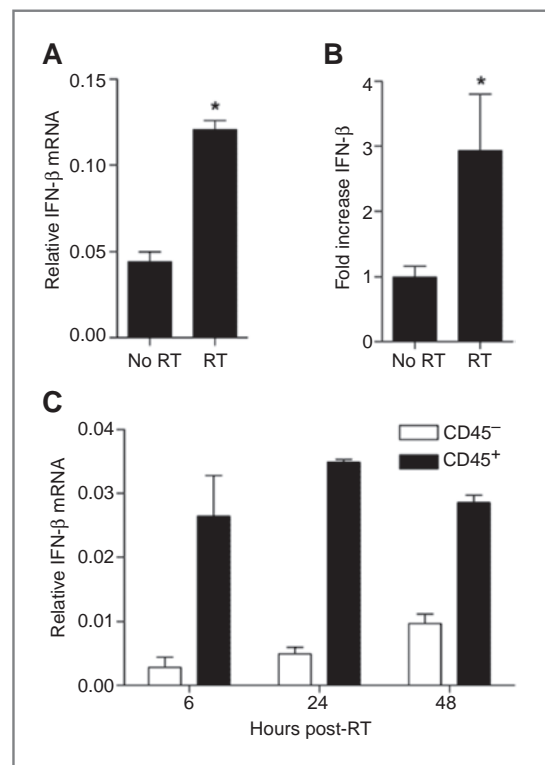 A
Relative IFN-β mRNA
0.15
0.10
0.05
0.00
*
No RT
RT
B
Fold increase IFN-β
4
3
2
1
0
*
No RT
RT
C
Relative IFN-β mRNA
0.04
0.03
0.02
0.01
0.00
CD45⁻
CD45⁺
6
24
48
Hours post-RT